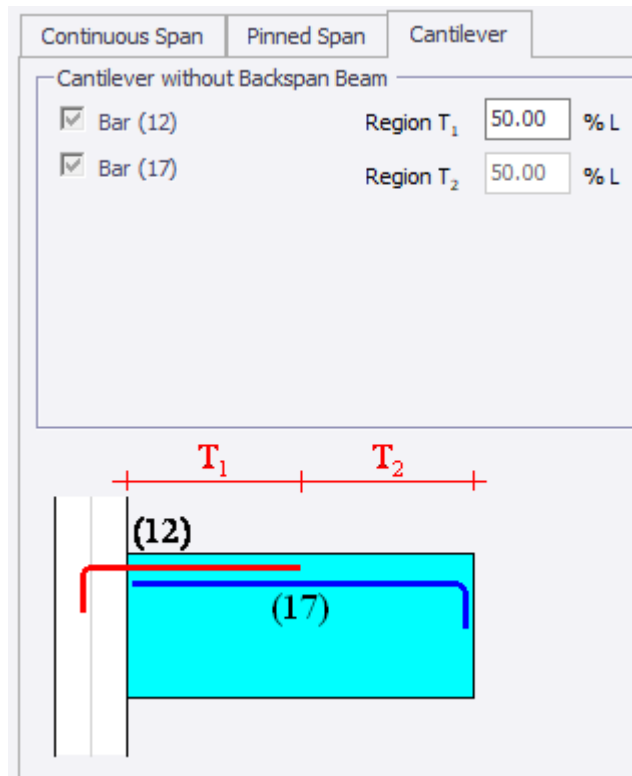 Continuous Span Pinned Span Cantilever
Cantilever without Backspan Beam
Bar (12) Region T₁ 50.00 % L
Bar (17) Region T₂ 50.00 % L
T₁ T₂
(12)
(17)